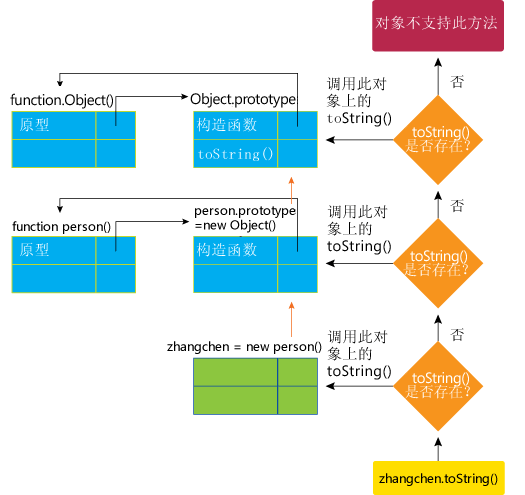 对象不支持此方法
否
调用此对
象上的
toString()
toString()
是否存在?
function.Object()
Object.prototype
原型
构造函数
toString()
否
调用此对
象上的
toString()
toString()
是否存在?
function person()
person.prototype
=new Object()
原型
构造函数
否
调用此对
象上的
toString()
toString()
是否存在?
zhangchen = new person()
zhangchen.toString()